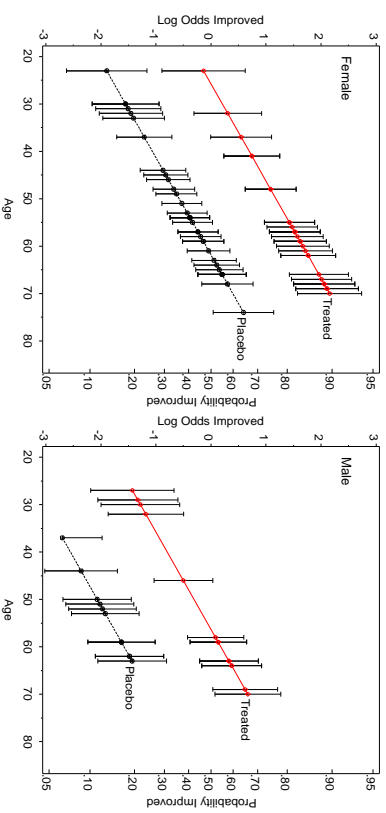 Log Odds Improved
-3 -2 -1 0 1 2 3
Female
20
30
40
50
60
70
80
Age
Treated
Placebo
.05 .10 .20 .30 .40 .50 .60 .70 .80 .90 .95
Probability Improved
Log Odds Improved
-3 -2 -1 0 1 2 3
Male
20
30
40
50
60
70
80
Age
Treated
Placebo
.05 .10 .20 .30 .40 .50 .60 .70 .80 .90 .95
Probability Improved